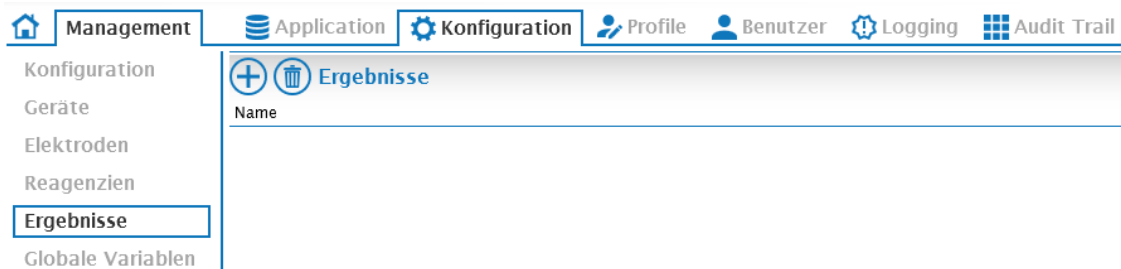 Management Application Konfiguration Profile Benutzer Logging Audit Trail
Konfiguration
Geräte
Elektroden
Reagenzien
Ergebnisse
Globale Variablen
Ergebnisse
Name